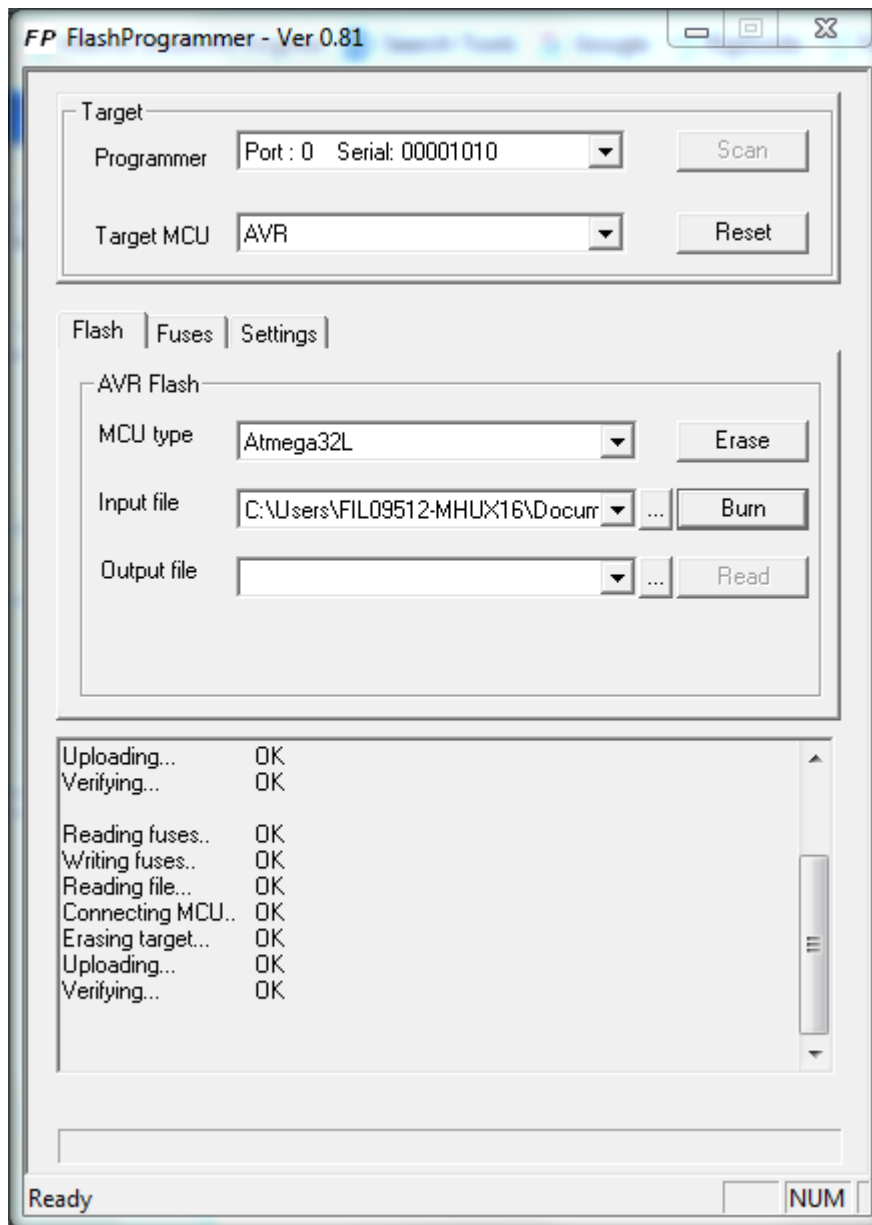 FP FlashProgrammer - Ver 0.81
Target
Programmer Port : 0 Serial: 00001010 Scan
Target MCU AVR Reset
Flash Fuses Settings
AVR Flash
MCU type Atmega32L Erase
Input file C:\Users\FIL09512-MHUX16\Docum ... Burn
Output file ... Read
Uploading... OK
Verifying... OK
Reading fuses.. OK
Writing fuses.. OK
Reading file... OK
Connecting MCU.. OK
Erasing target... OK
Uploading... OK
Verifying... OK
Ready NUM